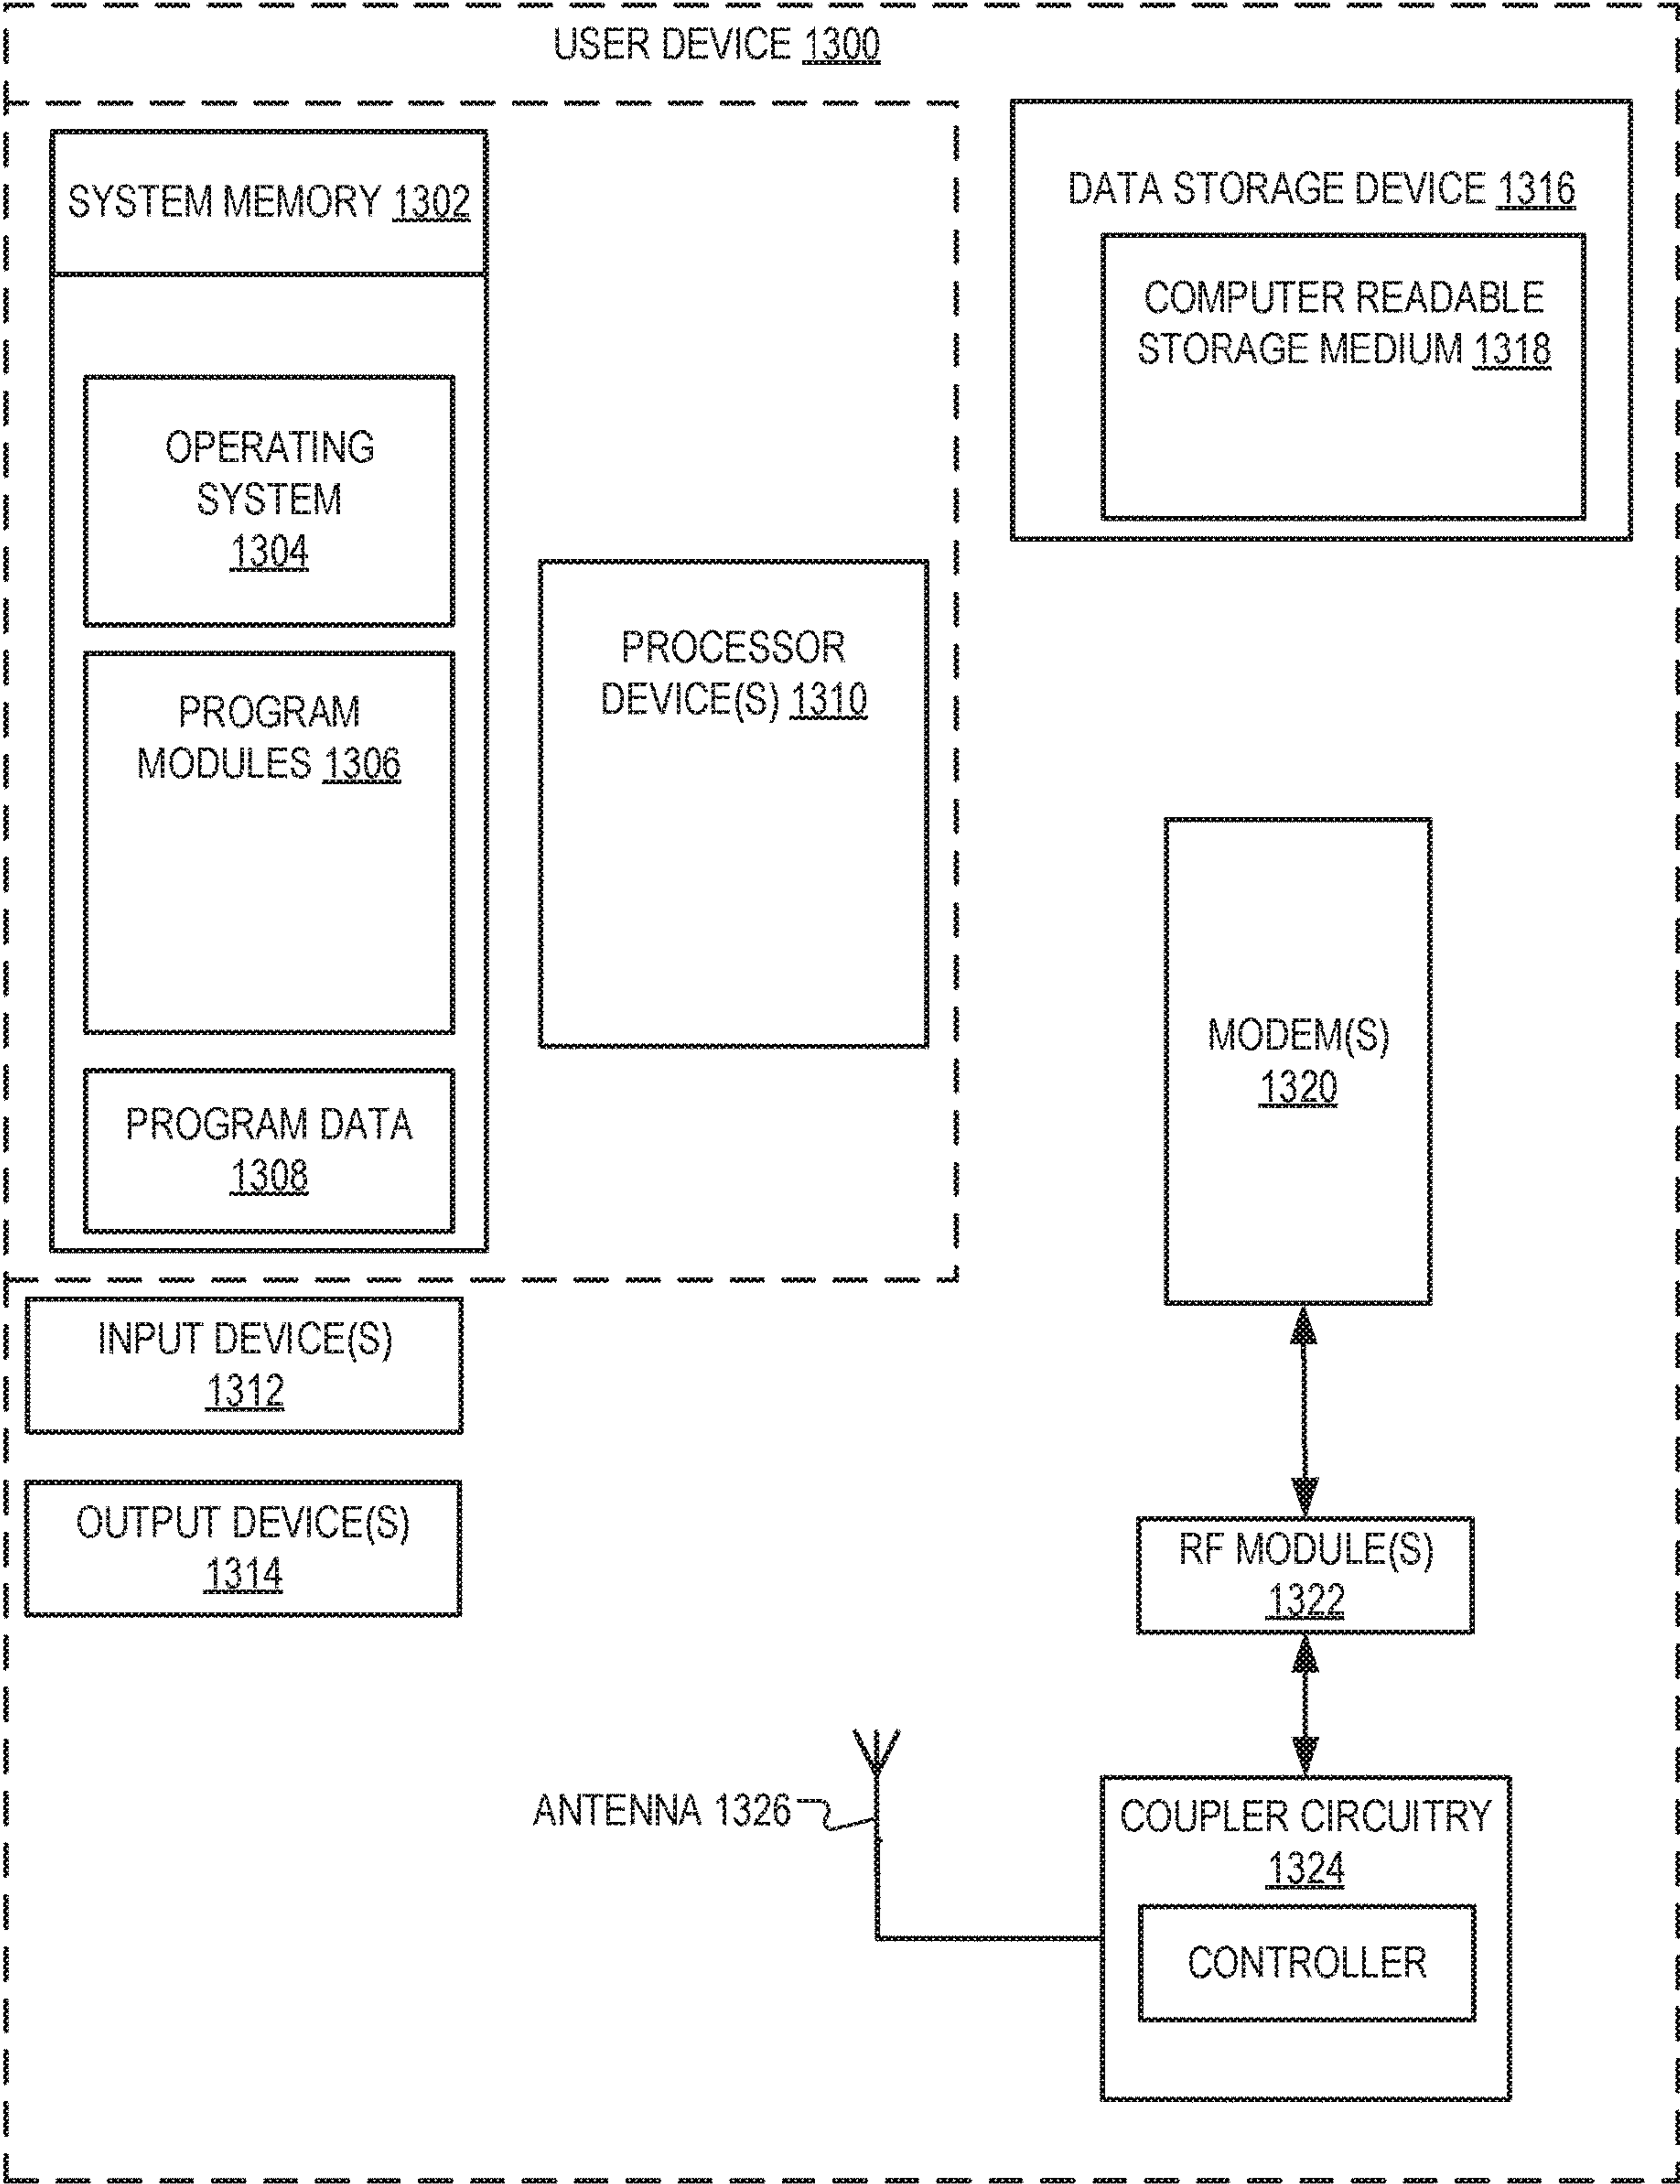 USER DEVICE 1300
SYSTEM MEMORY 1302
OPERATING
SYSTEM
1304
PROGRAM
MODULES 1306
PROGRAM DATA
1308
PROCESSOR
DEVICE(S) 1310
DATA STORAGE DEVICE 1316
COMPUTER READABLE
STORAGE MEDIUM 1318
INPUT DEVICE(S)
1312
OUTPUT DEVICE(S)
1314
MODEM(S)
1320
RF MODULE(S)
1322
ANTENNA 1326
COUPLER CIRCUITRY
1324
CONTROLLER